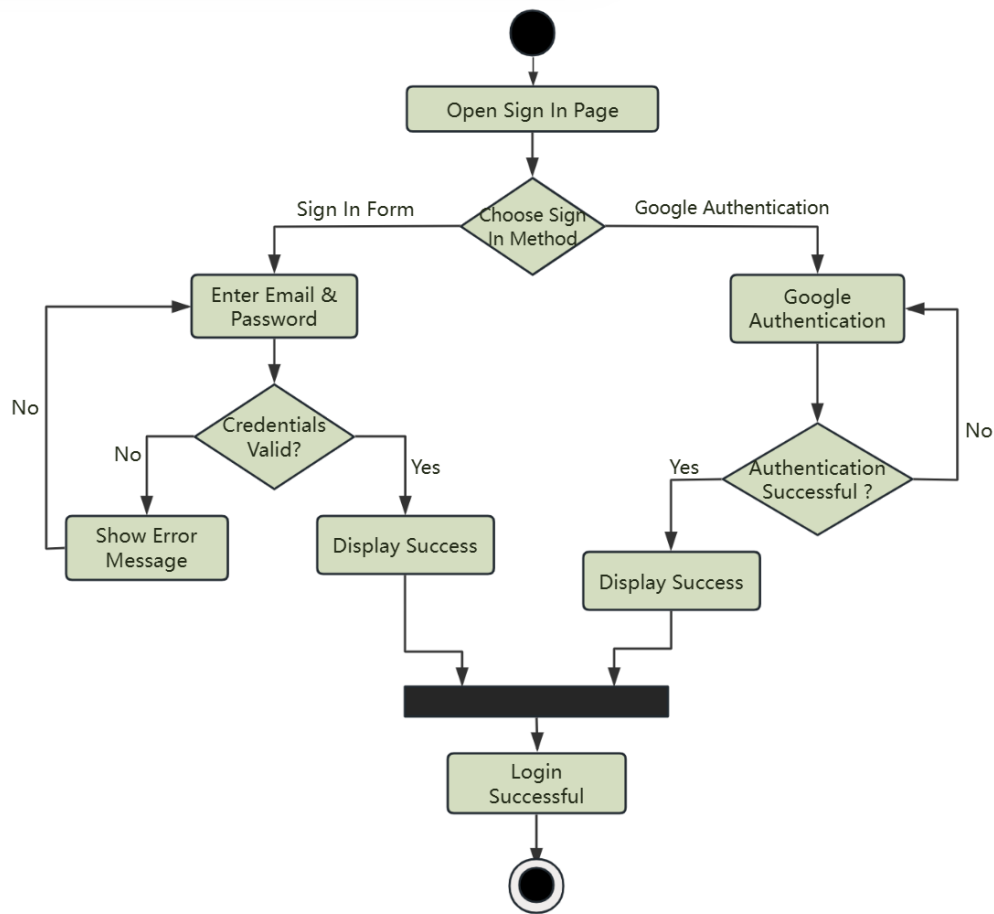 Open Sign In Page
Sign In Form
Choose Sign
In Method
Google Authentication
Enter Email &
Password
Google
Authentication
No
Credentials
Valid?
No
Yes
Yes
Authentication
Successful ?
No
Show Error
Message
Display Success
Display Success
Login
Successful